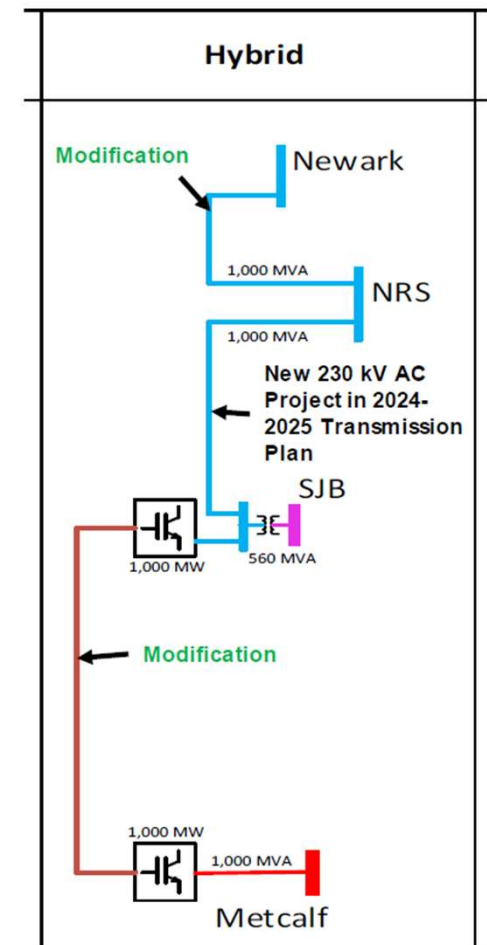 Hybrid
Modification
Newark
1,000 MVA
NRS
1,000 MVA
New 230 kV AC
Project in 2024-
2025 Transmission
Plan
SJB
1,000 MW
560 MVA
Modification
1,000 MW
1,000 MVA
Metcalf